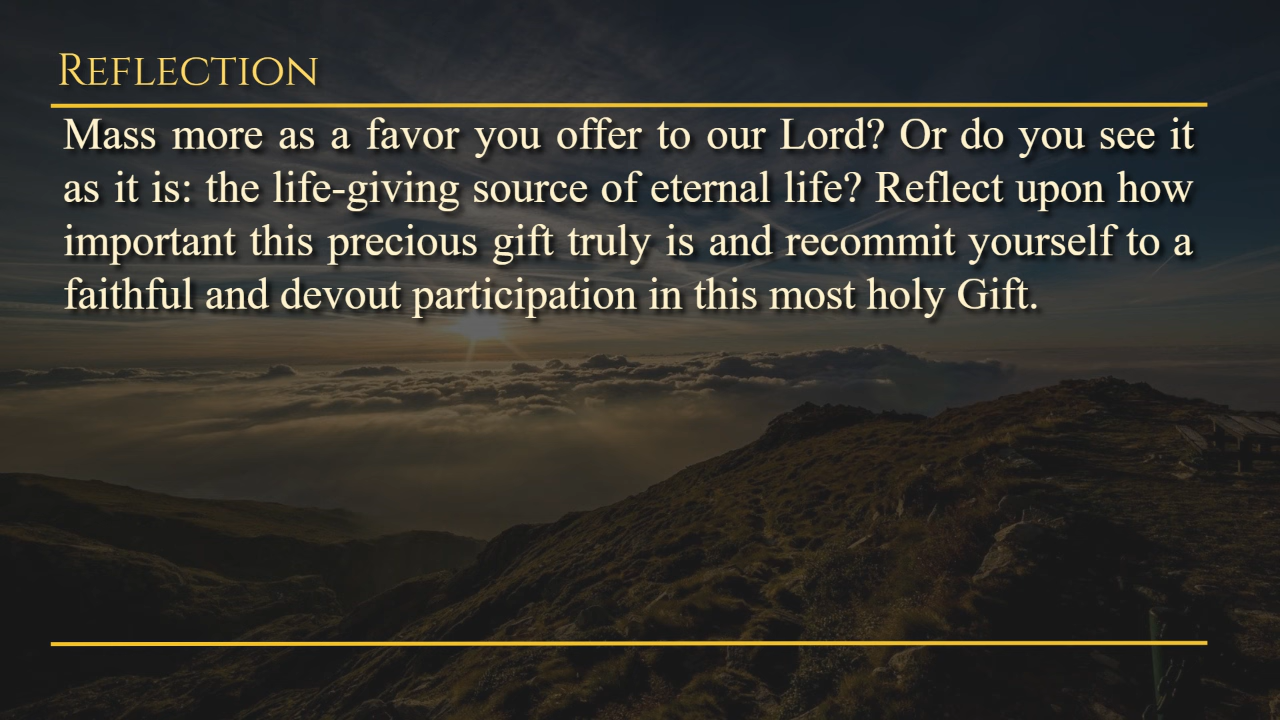 Reflection
Mass more as a favor you offer to our Lord? Or do you see it
as it is: the life-giving source of eternal life? Reflect upon how
important this precious gift truly is and recommit yourself to a
faithful and devout participation in this most holy Gift.